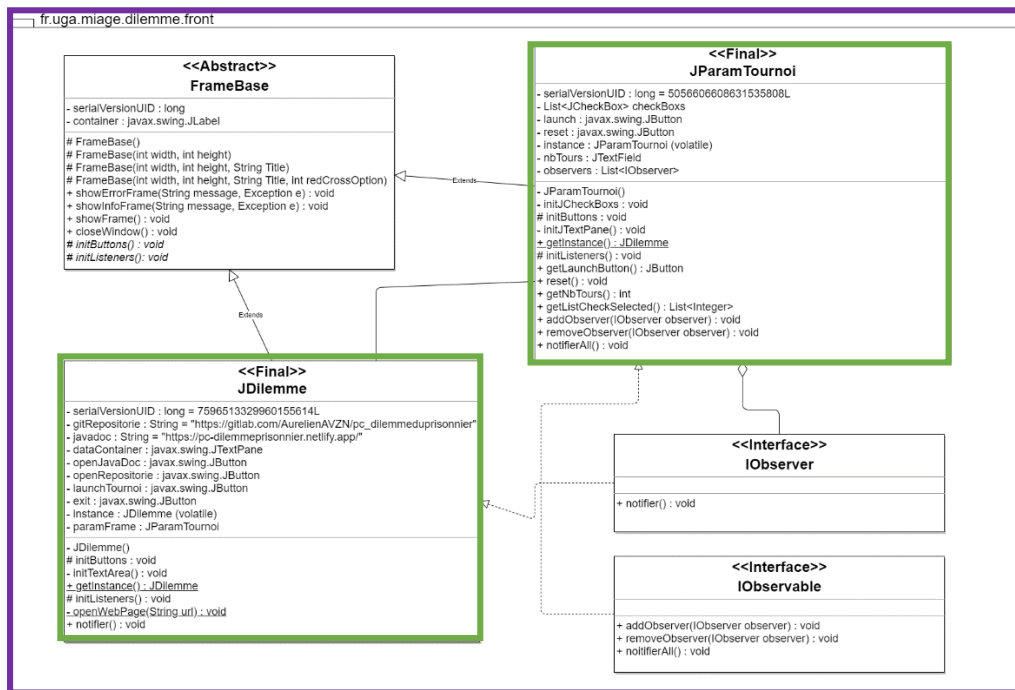 fr.uga.miage.dilemme.front
<<Abstract>>
FrameBase
- serialVersionUID : long
- container : javax.swing.JLabel
# FrameBase()
# FrameBase(int width, int height)
# FrameBase(int width, int height, String Title)
# FrameBase(int width, int height, String Title, int redCrossOption)
+ showErrorFrame(String message, Exception e) : void
+ showInfoFrame(String message, Exception e) : void
+ showFrame() : void
+ closeWindow() : void
# initButtons() : void
# initListeners(): void
<<Final>>
JParamTournoi
- serialVersionUID : long = 5056606608631535808L
- List<JCheckBox> checkBoxs
- launch : javax.swing.JButton
- reset : javax.swing.JButton
- instance : JParamTournoi (volatile)
- nbTours : JTextField
- observers : List<IObserver>
- JParamTournoi()
- initJCheckBoxs : void
# initButtons : void
- initJTextPane() : void
+ getInstance() : JDilemme
# initListeners() : void
+ getLaunchButton() : JButton
+ reset() : void
+ getNbTours() : int
+ getListCheckSelected() : List<Integer>
+ addObserver(IObserver observer) : void
+ removeObserver(IObserver observer) : void
+ notifierAll() : void
Extends
Extends
<<Final>>
JDilemme
- serialVersionUID : long = 7596513329960155614L
- gitRepositorie : String = "https://gitlab.com/AurelienAVZN/pc_dilemmeduprisonnier"
- javadoc : String = "https://pc-dilemmeprisonnier.netlify.app/"
- dataContainer : javax.swing.JTextPane
- openJavaDoc : javax.swing.JButton
- openRepositorie : javax.swing.JButton
- launchTournoi : javax.swing.JButton
- exit : javax.swing.JButton
- instance : JDilemme (volatile)
- paramFrame : JParamTournoi
- JDilemme()
# initButtons : void
- initTextArea() : void
+ getInstance() : JDilemme
# initListeners() : void
- openWebPage(String url) : void
+ notifier() : void
<<Interface>>
IObserver
+ notifier() : void
<<Interface>>
IObservable
+ addObserver(IObserver observer) : void
+ removeObserver(IObserver observer) : void
+ noitifierAll() : void